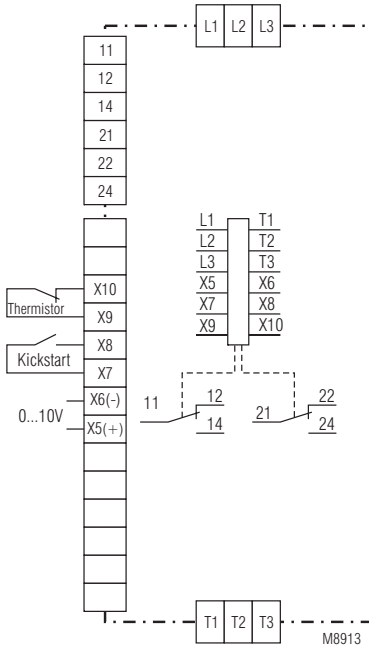 L1 L2 L3
11
12
14
21
22
24
L1 T1
L2 T2
L3 T3
X5 X6
X7 X8
X9 X10
X10
Thermistor
X9
X8
Kickstart
X7
X6(-)
0...10V
X5(+)
11 12
14
21 22
24
T1 T2 T3
M8913